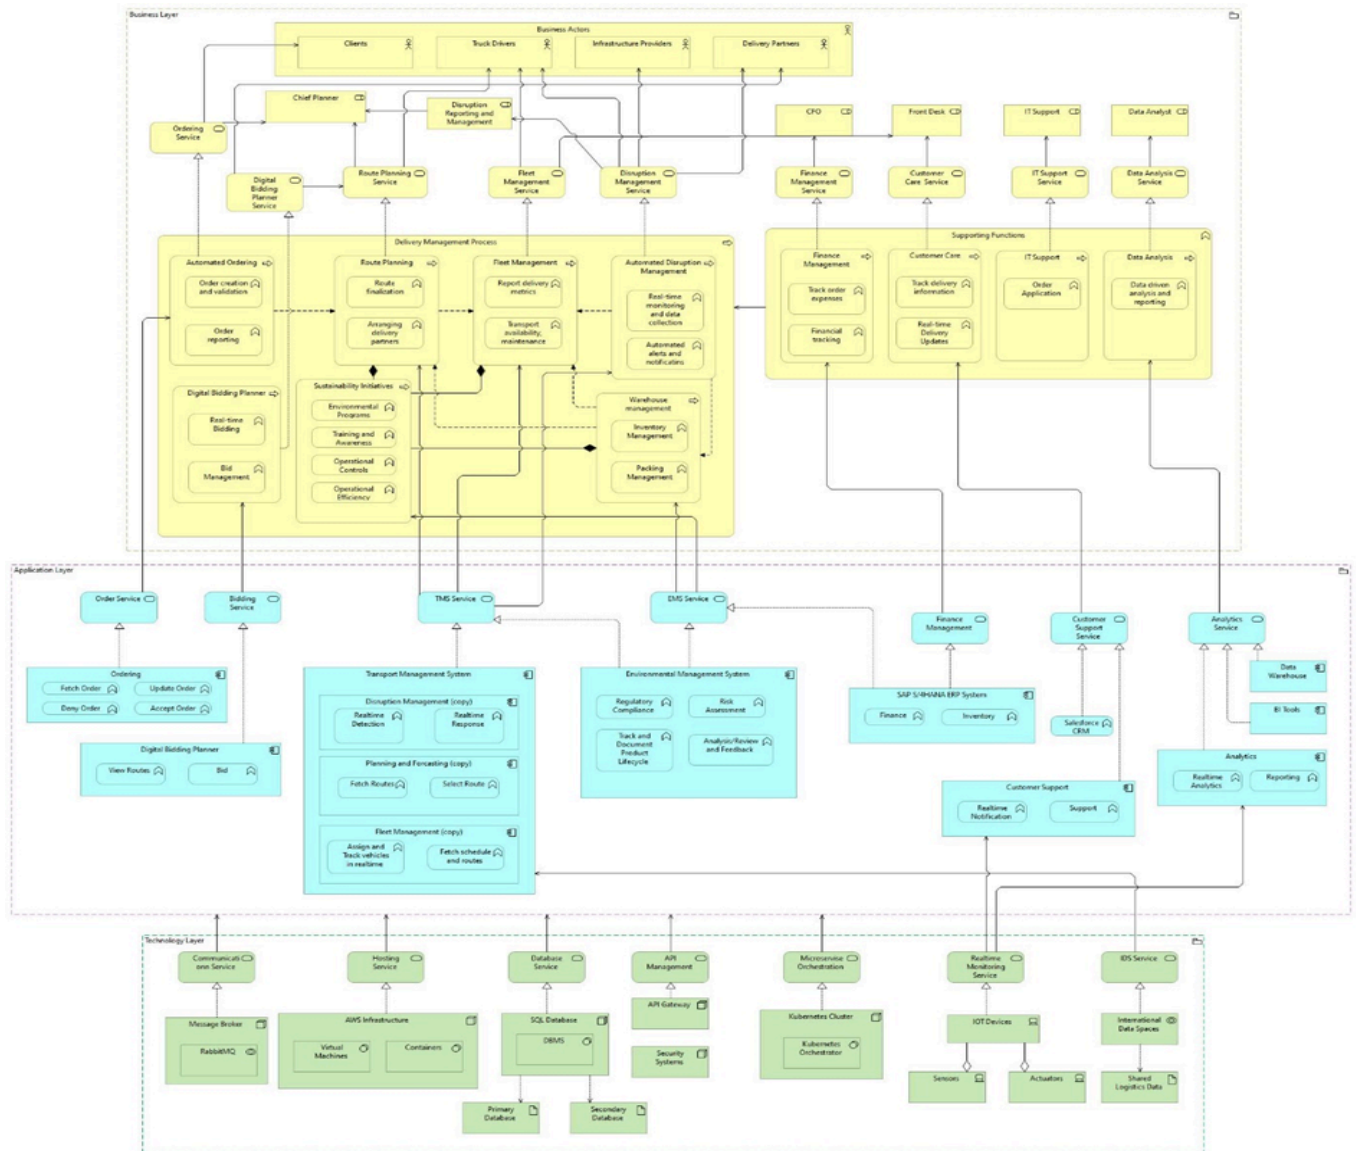 Business Layer
Business Actors
Clients
Truck Drivers
Infrastructure Providers
Delivery Partners
Chief Planner
Disruption
Reporting and
Management
CFO
Front Desk
IT Support
Data Analyst
Ordering
Service
Digital
Bidding
Planner
Service
Route Planning
Service
Fleet
Management
Service
Disruption
Management
Service
Finance
Management
Service
Customer
Care Service
IT Support
Service
Data Analysis
Service
Delivery Management Process
Automated Ordering
Order creation
and validation
Order
reporting
Route Planning
Route
finalization
Arranging
delivery
partners
Fleet Management
Report delivery
metrics
Transport
availability,
maintenance
Automated Disruption
Management
Real-time
monitoring
and data
collection
Automated
alerts and
notificatins
Digital Bidding Planner
Real-time
Bidding
Bid
Management
Sustainability Initiatives
Environmental
Programs
Training and
Awareness
Operational
Controls
Operational
Efficiency
Warehouse
management
Inventory
Management
Packing
Management
Supporting Functions
Finance
Management
Track order
expenses
Financial
tracking
Customer Care
Track delivery
information
Real-time
Delivery
Updates
IT Support
Order
Application
Data Analysis
Data driven
analysis and
reporting
Application Layer
Order Service
Bidding
Service
TMS Service
EMS Service
Finance
Management
Customer
Support
Service
Analytics
Service
Ordering
Fetch Order
Update Order
Deny Order
Accept Order
Digital Bidding Planner
View Routes
Bid
Transport Management System
Disruption Management (copy)
Realtime
Detection
Realtime
Response
Planning and Forcasting (copy)
Fetch Routes
Select Route
Fleet Management (copy)
Assign and
Track vehicles
in realtime
Fetch schedule
and routes
Environmental Management System
Regulatory
Compliance
Risk
Assessment
Track and
Document
Product
Lifecycle
Analysis/Review
and Feedback
SAP S/4HANA ERP System
Finance
Inventory
Salesforce
CRM
Data
Warehouse
BI Tools
Analytics
Realtime
Analytics
Reporting
Customer Support
Realtime
Notification
Support
Technology Layer
Communicati
onn Service
Hosting
Service
Database
Service
API
Management
Microservise
Orchestration
Realtime
Monitoring
Service
IDS Service
Message Broker
RabbitMQ
AWS Infrastructure
Virtual
Machines
Containers
SQL Database
DBMS
Primary
Database
Secondary
Database
API Gateway
Security
Systems
Kubernetes Cluster
Kubernetes
Orchestrator
IOT Devices
Sensors
Actuators
International
Data Spaces
Shared
Logistics Data